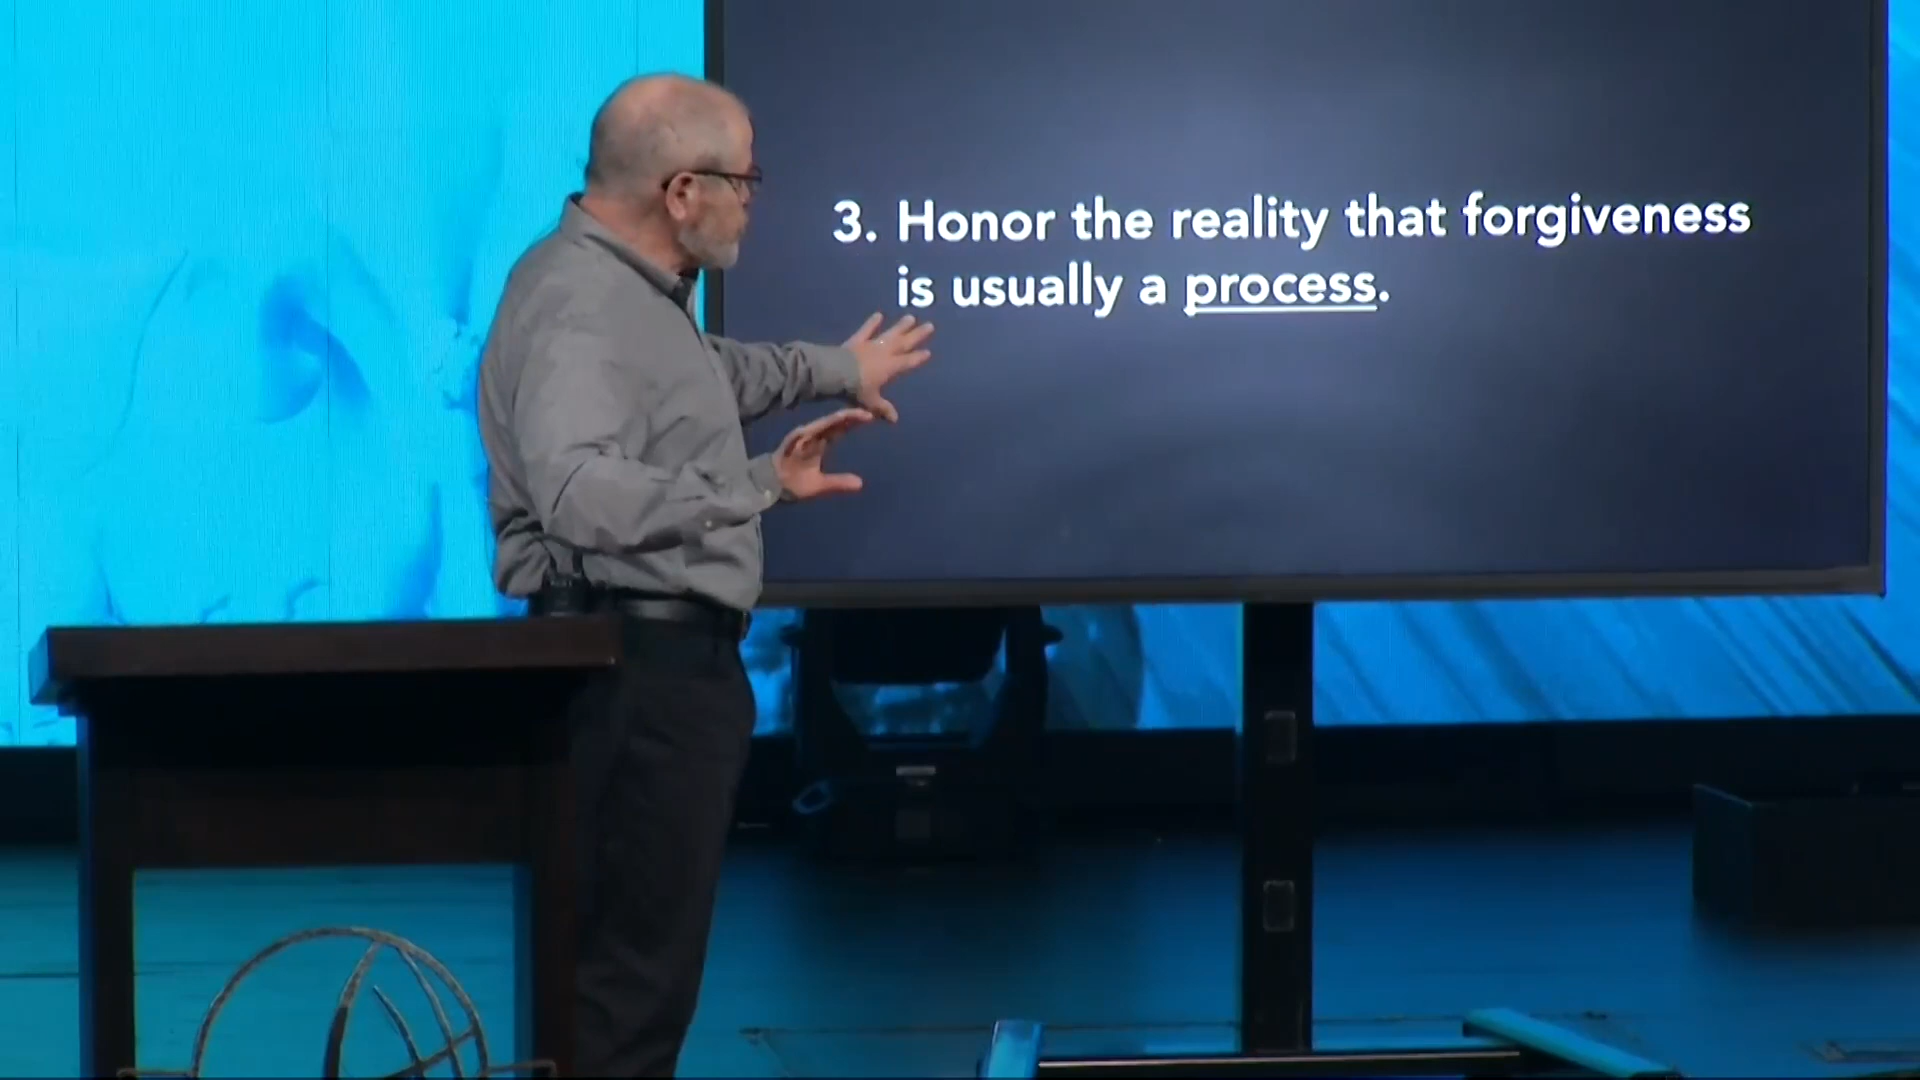 3. Honor the reality that forgiveness
is usually a process.